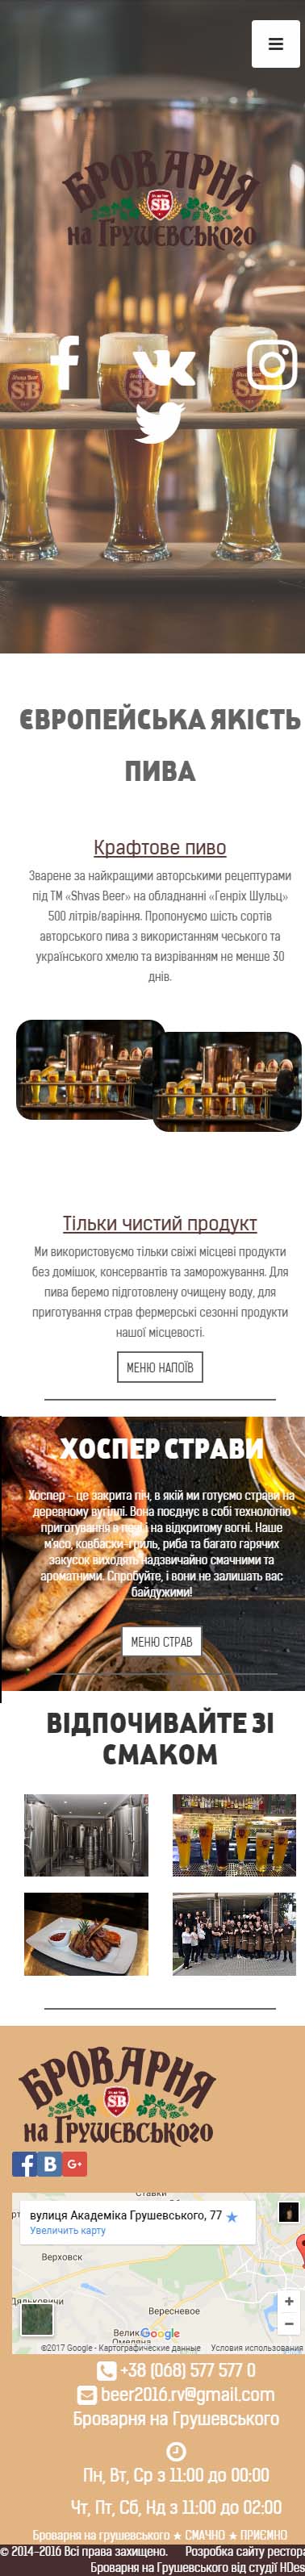 БРОВАРНЯ
SB
на Грушевського
SB
SB
ЄВРОПЕЙСЬКА ЯКІСТЬ
ПИВА
Крафтове пиво
Зварене за найкращими авторськими рецептурами
під ТМ «Shvas Beer» на обладнанні «Генріх Шульц»
500 літрів/варіння. Пропонуємо шість сортів
авторського пива з використанням чеського та
українського хмелю та визріванням не менше 30
днів.
Тільки чистий продукт
Ми використовуємо тільки свіжі місцеві продукти
без домішок, консервантів та заморожування. Для
пива беремо підготовлену очищену воду, для
приготування страв фермерські сезонні продукти
нашої місцевості.
МЕНЮ НАПОЇВ
ХОСПЕР СТРАВИ
Хоспер - це закрита піч, в якій ми готуємо страви на
деревному вугіллі. Вона поєднує в собі технологію
приготування в печі і на відкритому вогні. Наше
м'ясо, ковбаски-гриль, риба та багато гарячих
закусок виходять надзвичайно смачними та
ароматними. Спробуйте, і вони не залишать вас
байдужими!
МЕНЮ СТРАВ
ВІДПОЧИВАЙТЕ ЗІ
СМАКОМ
БРОВАРНЯ
SB
на Грушевського
Ставки
вулиця Академіка Грушевського, 77
Увеличить карту
Верховск
Дядьковичи
Вересневое
Велик
Омеляна
Google
©2017 Google - Картографические данные Условия использования
+38 (068) 577 577 0
beer2016.rv@gmail.com
Броварня на Грушевського
Пн, Вт, Ср з 11:00 до 00:00
Чт, Пт, Сб, Нд з 11:00 до 02:00
Броварня на грушевського ★ СМАЧНО ★ ПРИЄМНО
© 2014-2016 Всі права захищено. Розробка сайту рестор
Броварня на Грушевського від студії HDes